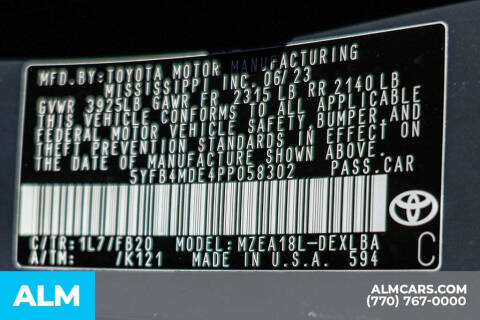 MFD. BY: TOYOTA MOTOR MANUFACTURING
MISSISSIPPI INC. 06/23
GVWR 3925LB GAWR FR 2315 LB RR 2140 LB
THIS VEHICLE CONFORMS TO ALL APPLICABLE
FEDERAL MOTOR VEHICLE SAFETY, BUMPER, AND
THEFT PREVENTION STANDARDS IN EFFECT ON
THE DATE OF MANUFACTURE SHOWN ABOVE.
5YFB4MDE4PP058302 PASS. CAR
C/TR: 1L7/FB20 MODEL: MZEA18L-DEXLBA
A/TM: /K121 MADE IN U.S.A. 594
C
ALM
ALMCARS.COM
(770) 767-0000